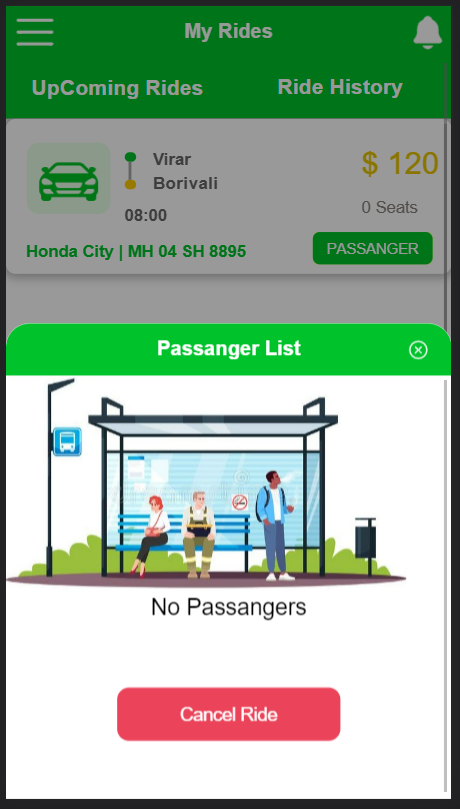 My Rides
UpComing Rides
Ride History
Virar
$ 120
Borivali
08:00
0 Seats
Honda City | MH 04 SH 8895
PASSANGER
Passanger List
No Passangers
Cancel Ride